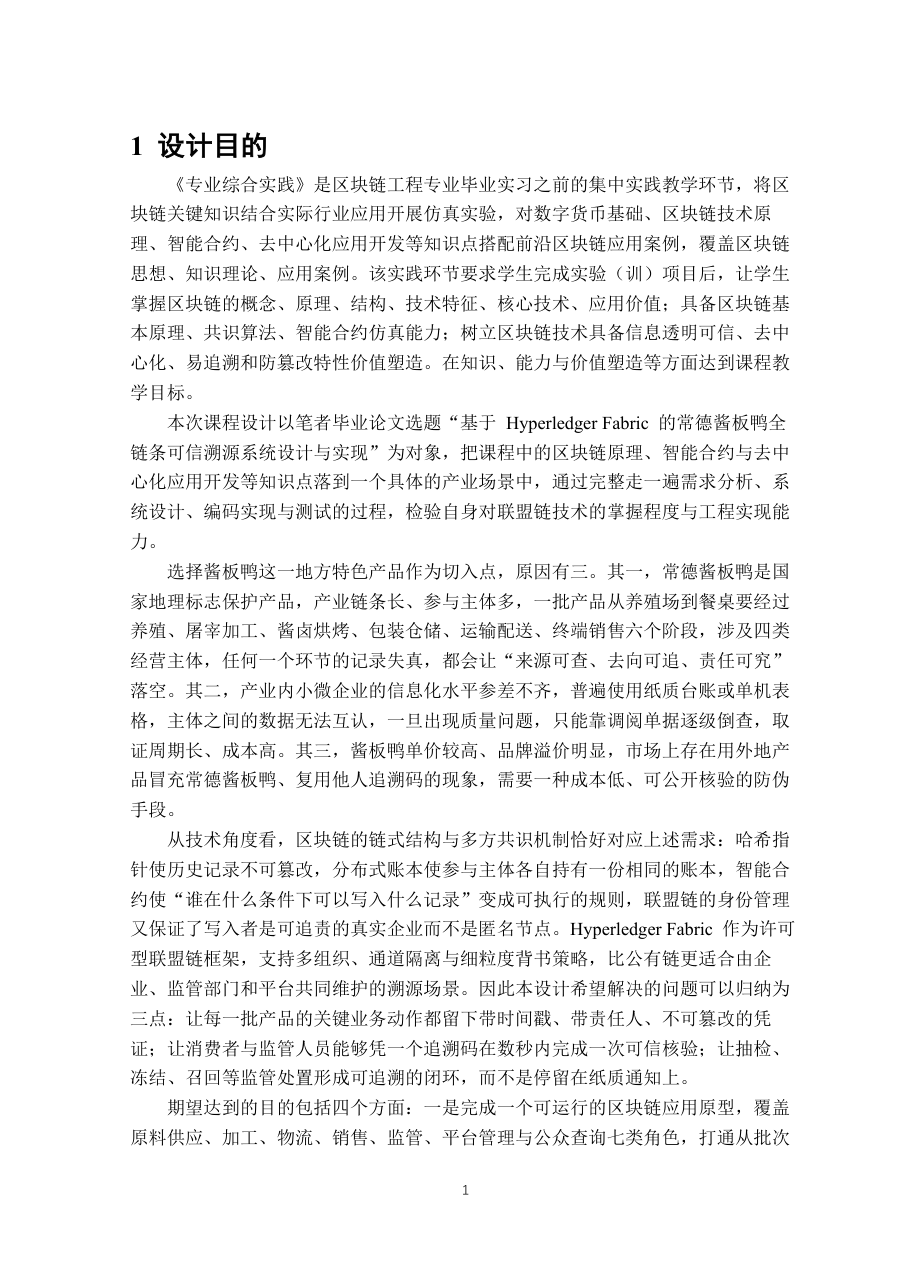 1 设计目的
《专业综合实践》是区块链工程专业毕业实习之前的集中实践教学环节，将区
块链关键知识结合实际行业应用开展仿真实验，对数字货币基础、区块链技术原
理、智能合约、去中心化应用开发等知识点搭配前沿区块链应用案例，覆盖区块链
思想、知识理论、应用案例。该实践环节要求学生完成实验（训）项目后，让学生
掌握区块链的概念、原理、结构、技术特征、核心技术、应用价值；具备区块链基
本原理、共识算法、智能合约仿真能力；树立区块链技术具备信息透明可信、去中
心化、易追溯和防篡改特性价值塑造。在知识、能力与价值塑造等方面达到课程教
学目标。
本次课程设计以笔者毕业论文选题“基于 Hyperledger Fabric 的常德酱板鸭全
链条可信溯源系统设计与实现”为对象，把课程中的区块链原理、智能合约与去中
心化应用开发等知识点落到一个具体的产业场景中，通过完整走一遍需求分析、系
统设计、编码实现与测试的过程，检验自身对联盟链技术的掌握程度与工程实现能
力。
选择酱板鸭这一地方特色产品作为切入点，原因有三。其一，常德酱板鸭是国
家地理标志保护产品，产业链条长、参与主体多，一批产品从养殖场到餐桌要经过
养殖、屠宰加工、酱卤烘烤、包装仓储、运输配送、终端销售六个阶段，涉及四类
经营主体，任何一个环节的记录失真，都会让“来源可查、去向可追、责任可究”
落空。其二，产业内小微企业的信息化水平参差不齐，普遍使用纸质台账或单机表
格，主体之间的数据无法互认，一旦出现质量问题，只能靠调阅单据逐级倒查，取
证周期长、成本高。其三，酱板鸭单价较高、品牌溢价明显，市场上存在用外地产
品冒充常德酱板鸭、复用他人追溯码的现象，需要一种成本低、可公开核验的防伪
手段。
从技术角度看，区块链的链式结构与多方共识机制恰好对应上述需求：哈希指
针使历史记录不可篡改，分布式账本使参与主体各自持有一份相同的账本，智能合
约使“谁在什么条件下可以写入什么记录”变成可执行的规则，联盟链的身份管理
又保证了写入者是可追责的真实企业而不是匿名节点。Hyperledger Fabric 作为许可
型联盟链框架，支持多组织、通道隔离与细粒度背书策略，比公有链更适合由企
业、监管部门和平台共同维护的溯源场景。因此本设计希望解决的问题可以归纳为
三点：让每一批产品的关键业务动作都留下带时间戳、带责任人、不可篡改的凭
证；让消费者与监管人员能够凭一个追溯码在数秒内完成一次可信核验；让抽检、
冻结、召回等监管处置形成可追溯的闭环，而不是停留在纸质通知上。
期望达到的目的包括四个方面：一是完成一个可运行的区块链应用原型，覆盖
原料供应、加工、物流、销售、监管、平台管理与公众查询七类角色，打通从批次
1